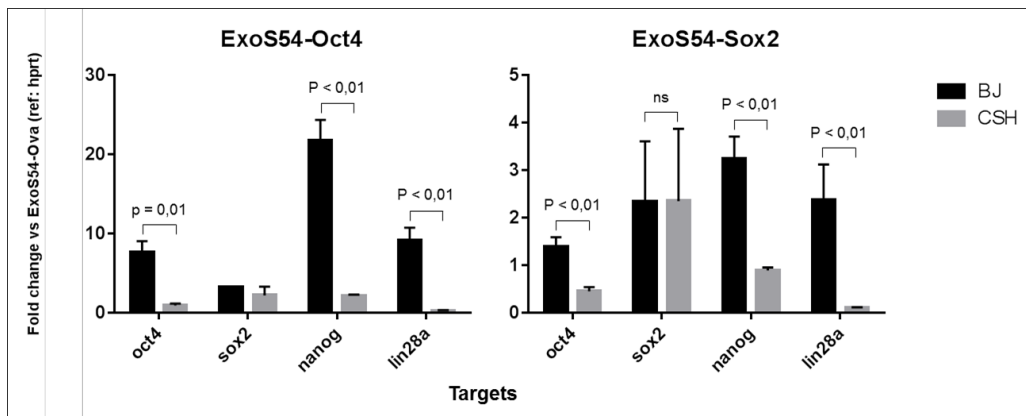 ExoS54-Oct4
ExoS54-Sox2
Fold change vs ExoS54-Ova (ref: hprt)
30
20
10
0
p = 0,01
P < 0,01
P < 0,01
oct4
sox2
nanog
lin28a
5
4
3
2
1
0
P < 0,01
ns
P < 0,01
P < 0,01
oct4
sox2
nanog
lin28a
BJ
CSH
Targets